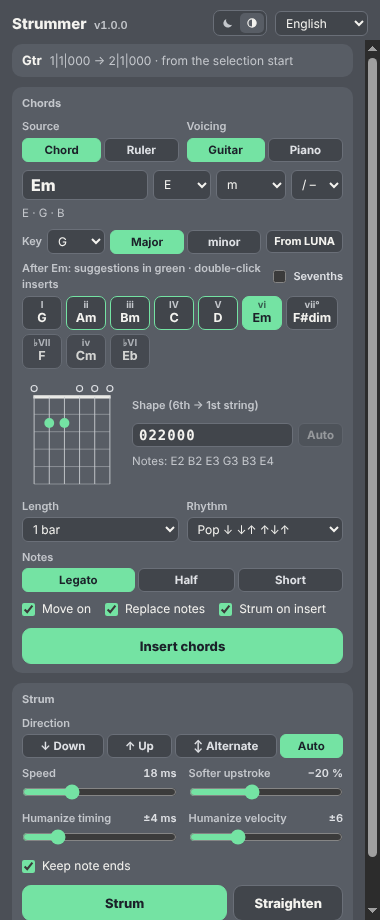 Strummer v1.0.0 English
Gtr 1|1|000 → 2|1|000 · from the selection start
Chords
Source Voicing
Chord Ruler Guitar Piano
Em E m / –
E · G · B
Key G Major minor From LUNA
After Em: suggestions in green · double-click
inserts
Sevenths
I ii iii IV V vi vii°
G Am Bm C D Em F#dim
♭VII iv ♭VI
F Cm Eb
Shape (6th → 1st string)
022000 Auto
Notes: E2 B2 E3 G3 B3 E4
Length Rhythm
1 bar Pop ↓ ↓↑ ↑↓↑
Notes
Legato Half Short
Move on Replace notes Strum on insert
Insert chords
Strum
Direction
↓ Down ↑ Up ↕ Alternate Auto
Speed 18 ms Softer upstroke −20 %
Humanize timing ±4 ms Humanize velocity ±6
Keep note ends
Strum Straighten